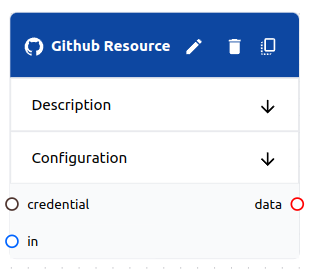 Github Resource
Description
Configuration
credential
data
in